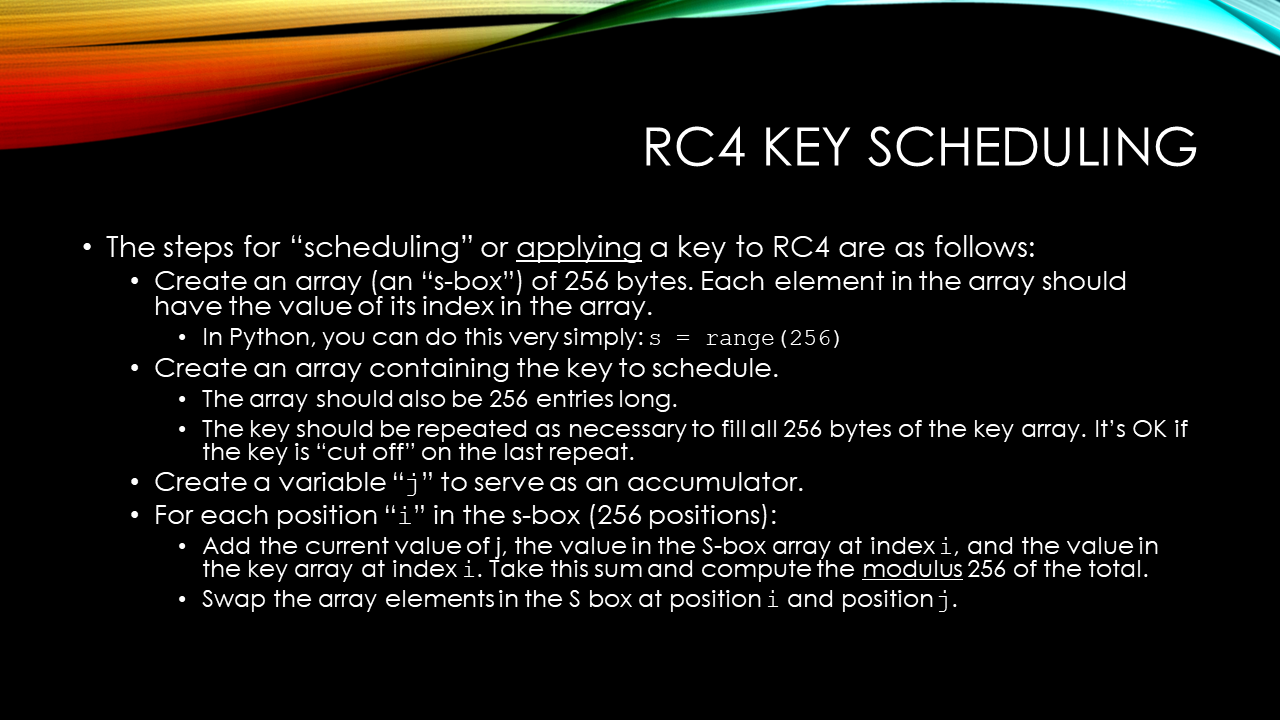 RC4 KEY SCHEDULING
• The steps for “scheduling” or applying a key to RC4 are as follows:
• Create an array (an “s-box”) of 256 bytes. Each element in the array should
have the value of its index in the array.
• In Python, you can do this very simply: s = range(256)
• Create an array containing the key to schedule.
• The array should also be 256 entries long.
• The key should be repeated as necessary to fill all 256 bytes of the key array. It’s OK if
the key is “cut off” on the last repeat.
• Create a variable “j” to serve as an accumulator.
• For each position “i” in the s-box (256 positions):
• Add the current value of j, the value in the S-box array at index i, and the value in
the key array at index i. Take this sum and compute the modulus 256 of the total.
• Swap the array elements in the S box at position i and position j.